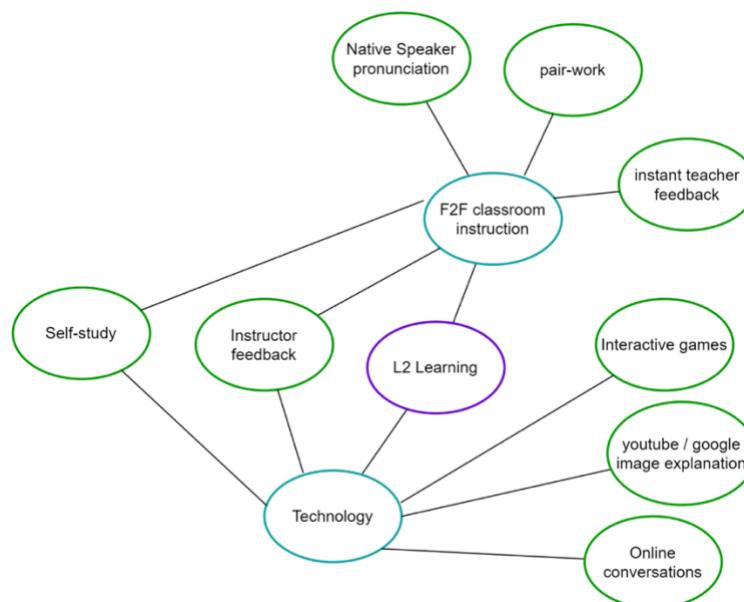 Native Speaker
pronunciation
pair-work
instant teacher
feedback
F2F classroom
instruction
Self-study
Instructor
feedback
L2 Learning
Interactive games
youtube / google
image explanation
Technology
Online
conversations